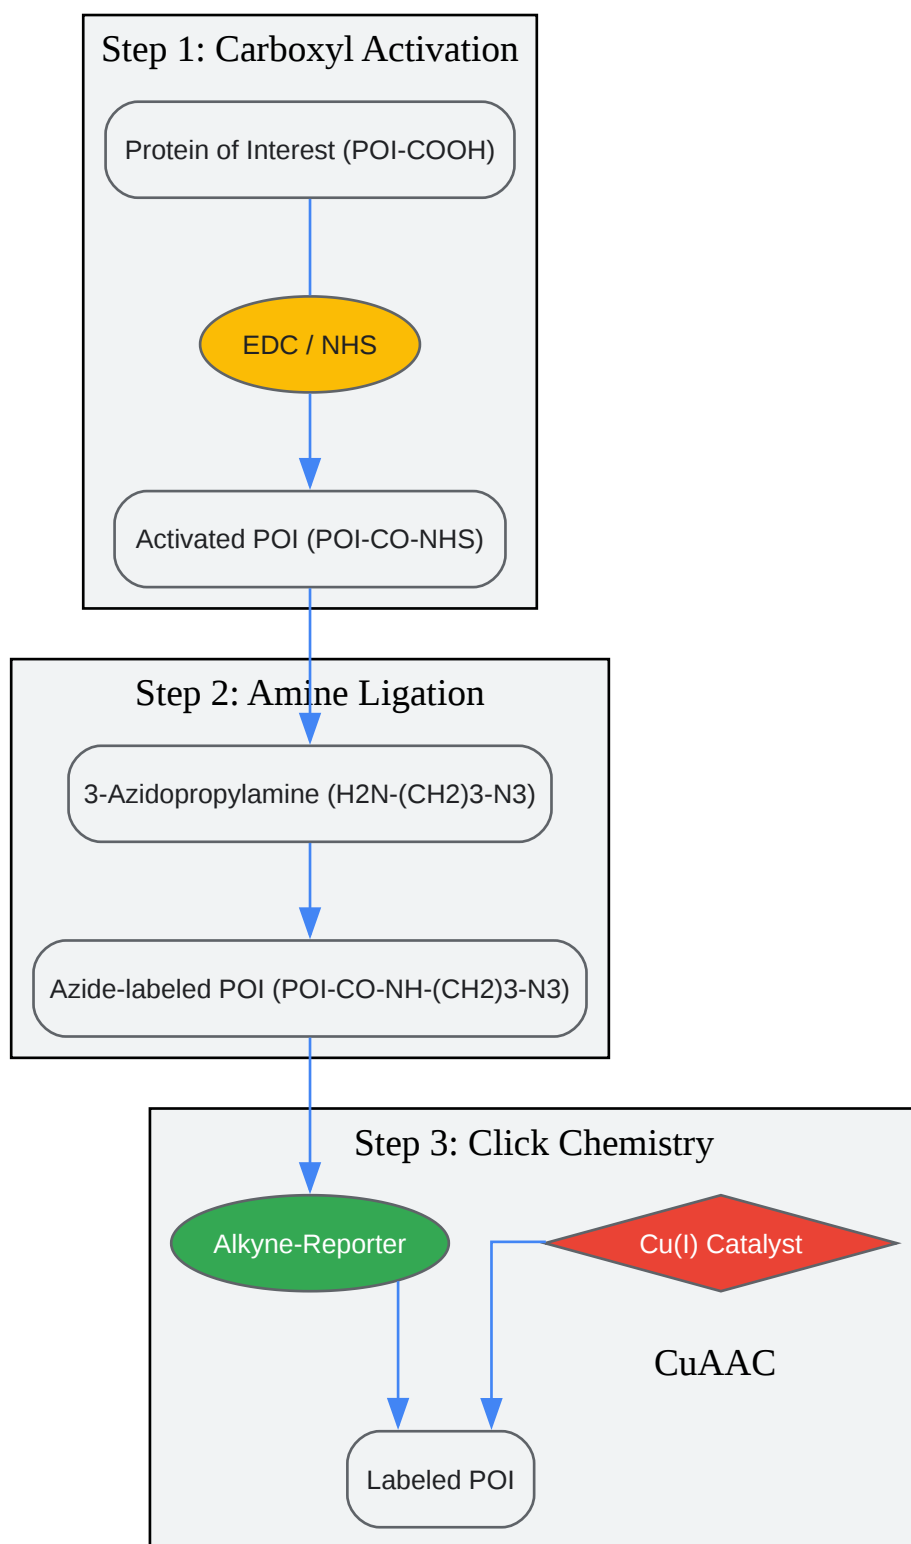 Step 1: Carboxyl Activation
Protein of Interest (POI-COOH)
EDC / NHS
Activated POI (POI-CO-NHS)
Step 2: Amine Ligation
3-Azidopropylamine (H2N-(CH2)3-N3)
Azide-labeled POI (POI-CO-NH-(CH2)3-N3)
Step 3: Click Chemistry
Alkyne-Reporter
Cu(I) Catalyst
CuAAC
Labeled POI